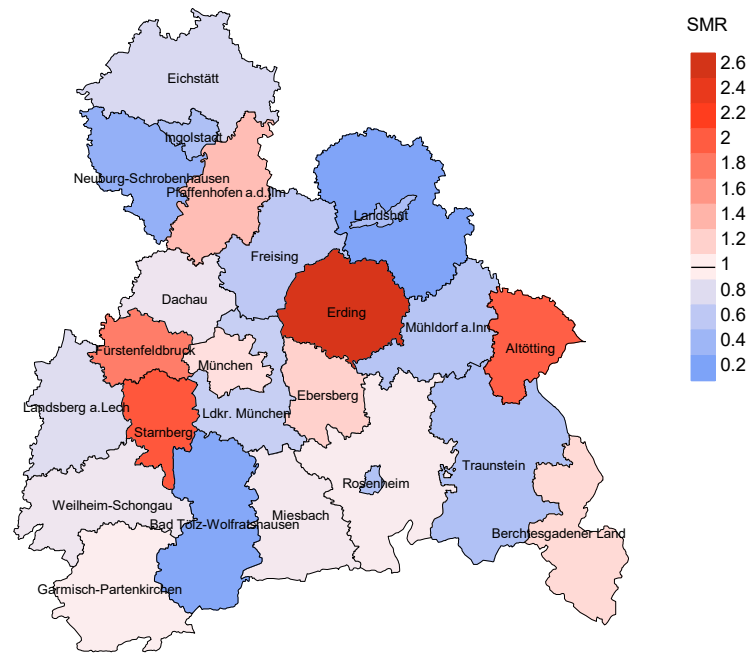 SMR
2.6
2.4
2.2
2
1.8
1.6
1.4
1.2
1
0.8
0.6
0.4
0.2
Eichstätt
Ingolstadt
Neuburg-Schrobenhausen
Pfaffenhofen a.d.Ilm
Landshut
Freising
Dachau
Erding
Mühldorf a.Inn
Altötting
Fürstenfeldbruck
München
Ebersberg
Landsberg a.Lech
Ldkr. München
Starnberg
Traunstein
Rosenheim
Weilheim-Schongau
Miesbach
Bad Tölz-Wolfratshausen
Berchtesgadener Land
Garmisch-Partenkirchen